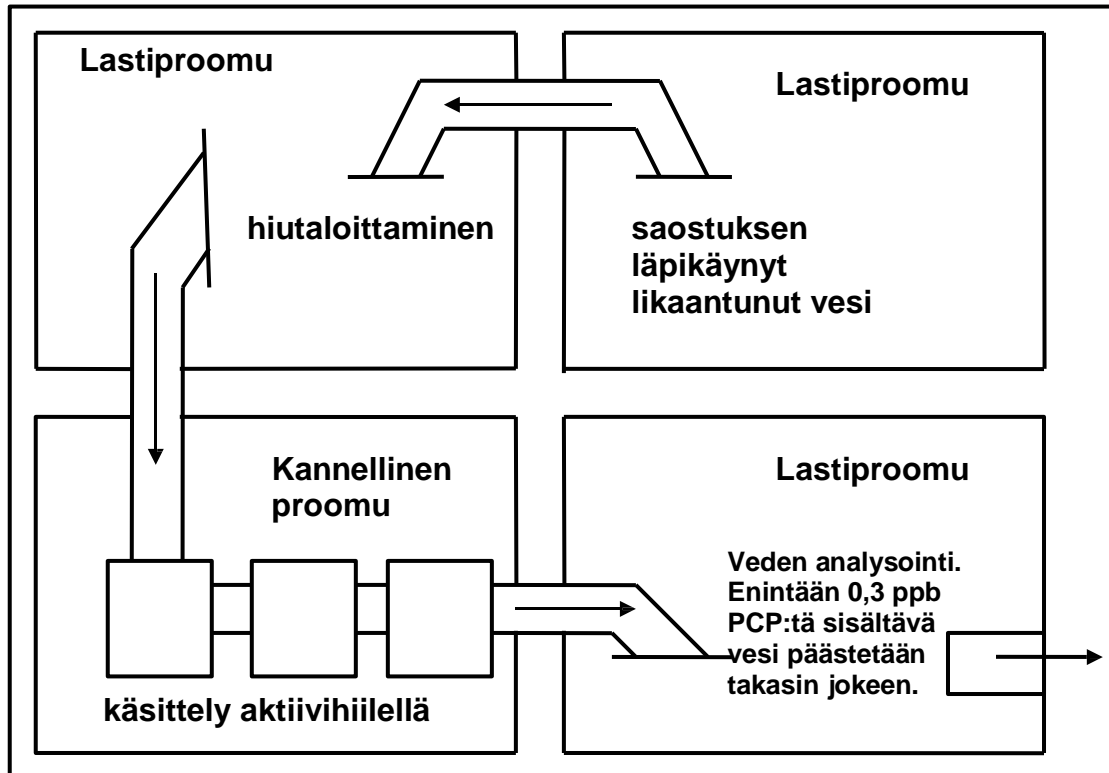 Lastiproomu
hiutaloittaminen
Lastiproomu
saostuksen
läpikäynyt
likaantunut vesi
Kannellinen
proomu
käsittely aktiivihiilellä
Lastiproomu
Veden analysointi.
Enintään 0,3 ppb
PCP:tä sisältävä
vesi päästetään
takasin jokeen.